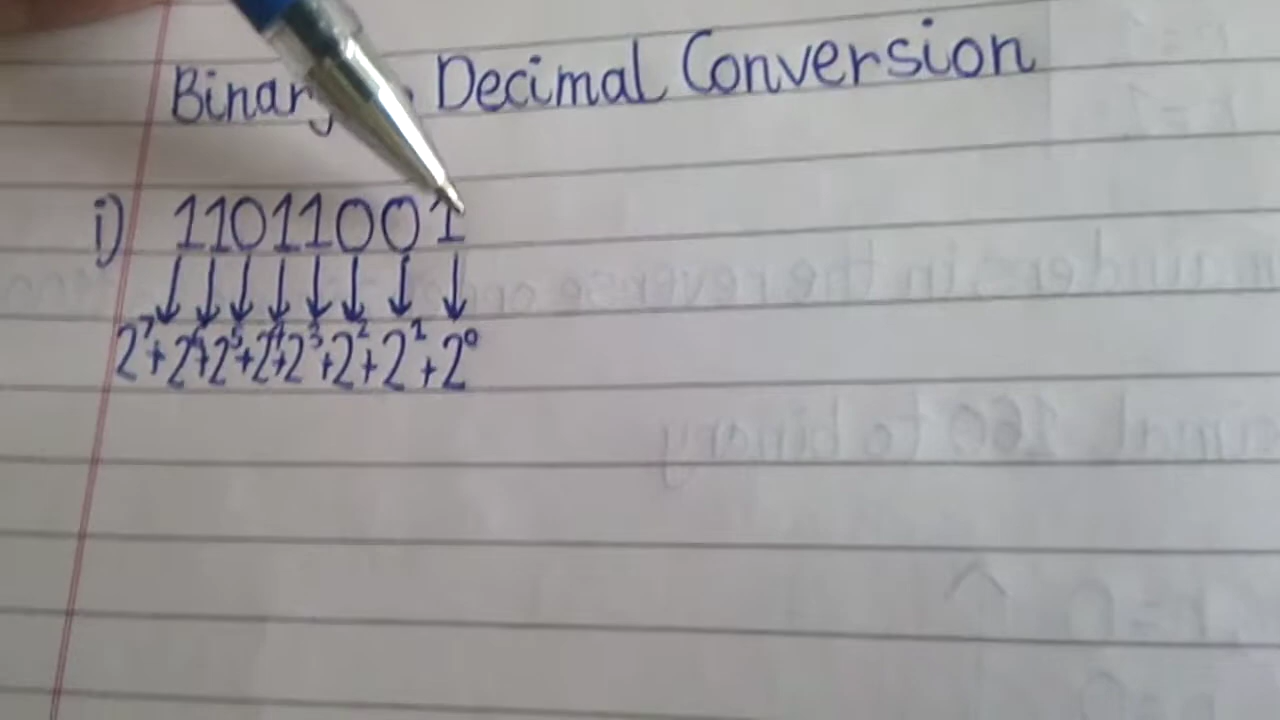 Binary Decimal Conversion
i) 11011001
2⁷+2⁶+2⁵+2⁴+2³+2²+2¹+2⁰